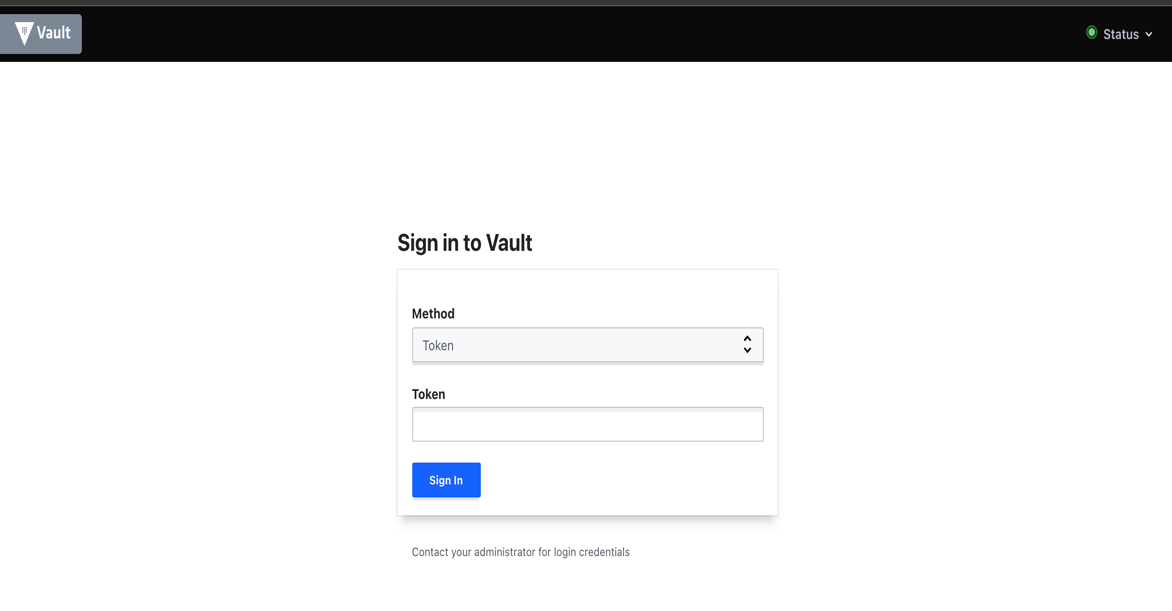 Vault
Status
Sign in to Vault
Method
Token
Token
Sign In
Contact your administrator for login credentials